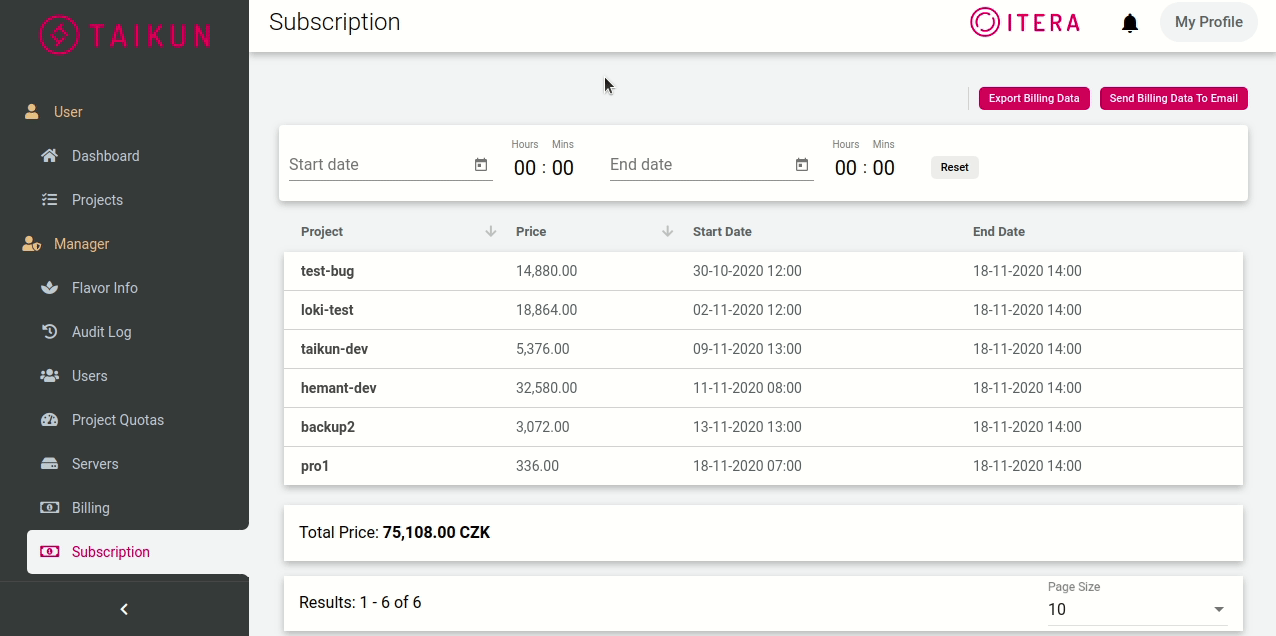 TAIKUN
Subscription
ITERA
My Profile
User
Dashboard
Projects
Manager
Flavor Info
Audit Log
Users
Project Quotas
Servers
Billing
Subscription
Export Billing Data
Send Billing Data To Email
Hours Mins Hours Mins
Start date 00 : 00 End date 00 : 00 Reset
Project Price Start Date End Date
test-bug 14,880.00 30-10-2020 12:00 18-11-2020 14:00
loki-test 18,864.00 02-11-2020 12:00 18-11-2020 14:00
taikun-dev 5,376.00 09-11-2020 13:00 18-11-2020 14:00
hemant-dev 32,580.00 11-11-2020 08:00 18-11-2020 14:00
backup2 3,072.00 13-11-2020 13:00 18-11-2020 14:00
pro1 336.00 18-11-2020 07:00 18-11-2020 14:00
Total Price: 75,108.00 CZK
Results: 1 - 6 of 6
Page Size
10